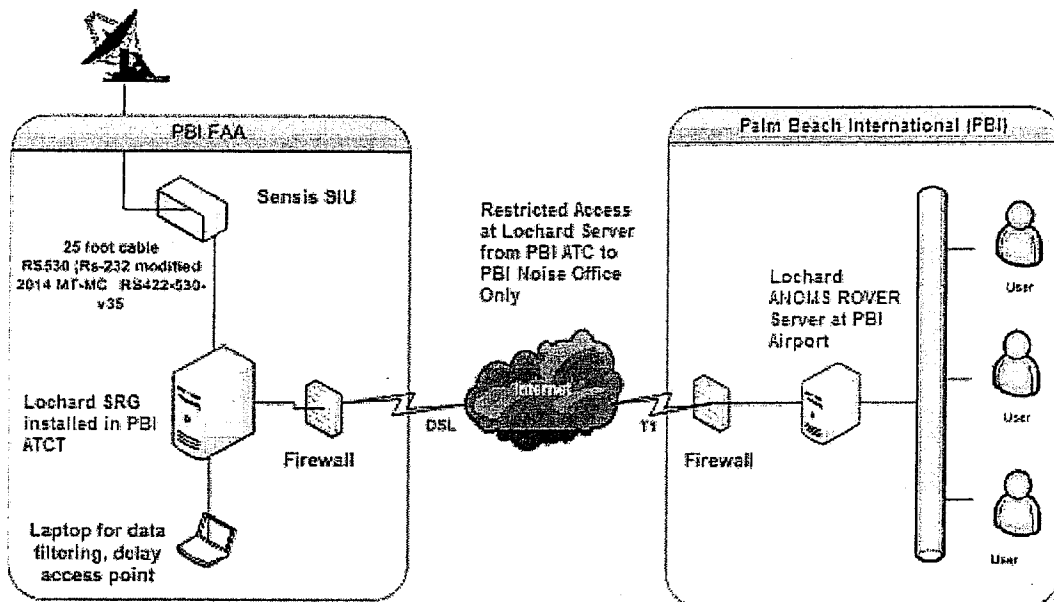 PBI FAA
Sensis SIU
25 foot cable
RS530 (Rs-232 modified
2014 MT-MC RS422-530-
v35
Lochard SRG
installed in PBI
ATCT
Firewall
Laptop for data
filtering, delay
access point
Restricted Access
at Lochard Server
from PBI ATC to
PBI Noise Office
Only
DSL
Internet
T1
Palm Beach International (PBI)
Lochard
ANOMS ROVER
Server at PBI
Airport
Firewall
User
User
User